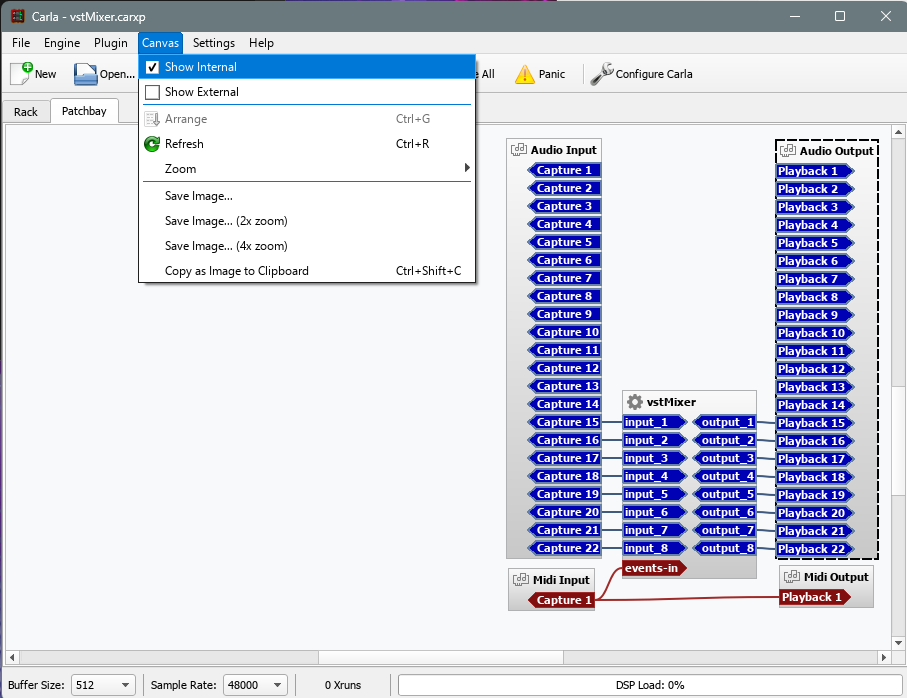 Carla - vstMixer.carxp
File Engine Plugin Canvas Settings Help
New Open... All Panic Configure Carla
Show Internal
Show External
Arrange Ctrl+G
Refresh Ctrl+R
Zoom
Save Image...
Save Image... (2x zoom)
Save Image... (4x zoom)
Copy as Image to Clipboard Ctrl+Shift+C
Rack Patchbay
Audio Input
Capture 1
Capture 2
Capture 3
Capture 4
Capture 5
Capture 6
Capture 7
Capture 8
Capture 9
Capture 10
Capture 11
Capture 12
Capture 13
Capture 14
Capture 15
Capture 16
Capture 17
Capture 18
Capture 19
Capture 20
Capture 21
Capture 22
Midi Input
Capture 1
vstMixer
input_1 output_1
input_2 output_2
input_3 output_3
input_4 output_4
input_5 output_5
input_6 output_6
input_7 output_7
input_8 output_8
events-in
Audio Output
Playback 1
Playback 2
Playback 3
Playback 4
Playback 5
Playback 6
Playback 7
Playback 8
Playback 9
Playback 10
Playback 11
Playback 12
Playback 13
Playback 14
Playback 15
Playback 16
Playback 17
Playback 18
Playback 19
Playback 20
Playback 21
Playback 22
Midi Output
Playback 1
Buffer Size: 512 Sample Rate: 48000 0 Xruns DSP Load: 0%